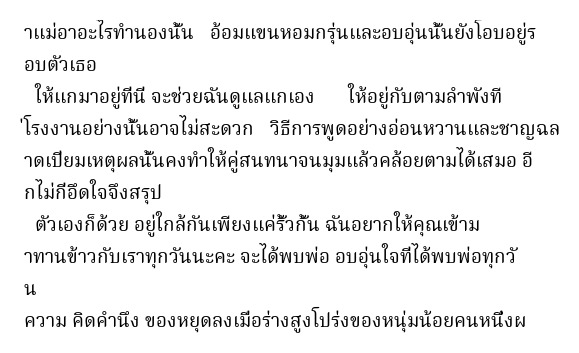 าแม่อาอะไรทำนองนั้น   อ้อมแขนหอมกรุ่นและอบอุ่นนั้นยังโอบอยู่ร
อบตัวเธอ
ให้แกมาอยู่ที่นี่ จะช่วยฉันดูแลแกเอง      ให้อยู่กับตามลำพังที
่โรงงานอย่างนั้นอาจไม่สะดวก   วิธีการพูดอย่างอ่อนหวานและชาญฉล
าดเปี่ยมเหตุผลนั้นคงทำให้คู่สนทนาจนมุมแล้วคล้อยตามได้เสมอ อี
กไม่กี่อึดใจจึงสรุป
ตัวเองก็ด้วย อยู่ใกล้กันเพียงแค่รั้วกั้น ฉันอยากให้คุณเข้าม
าทานข้าวกับเราทุกวันนะคะ จะได้พบพ่อ อบอุ่นใจที่ได้พบพ่อทุกวั
น
ความ คิดคำนึง ของหยุดลงเมื่อร่างสูงโปร่งของหนุ่มน้อยคนหนึ่งผ